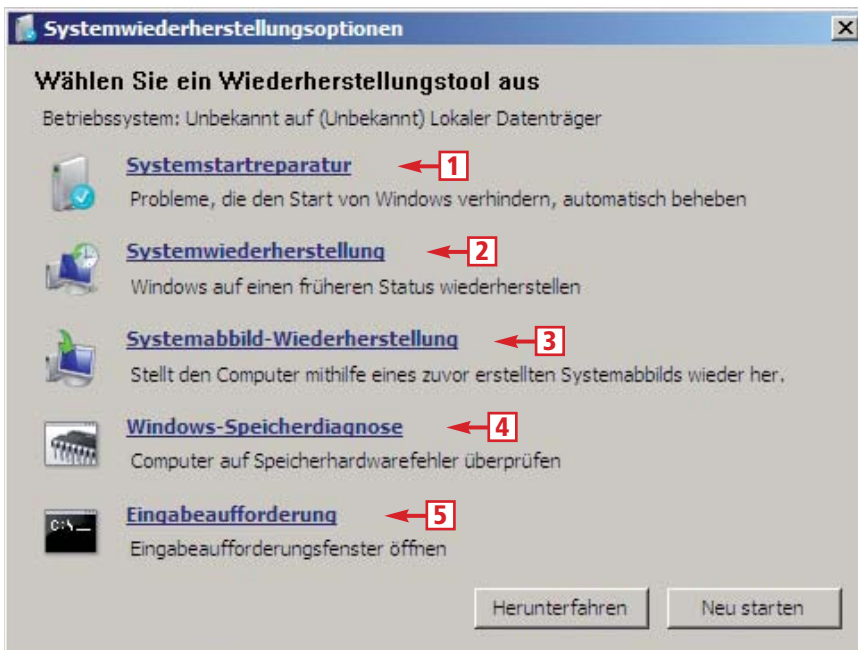 Systemwiederherstellungsoptionen
Wählen Sie ein Wiederherstellungstool aus
Betriebssystem: Unbekannt auf (Unbekannt) Lokaler Datenträger
Systemstartreparatur 1
Probleme, die den Start von Windows verhindern, automatisch beheben
Systemwiederherstellung 2
Windows auf einen früheren Status wiederherstellen
Systemabbild-Wiederherstellung 3
Stellt den Computer mithilfe eines zuvor erstellten Systemabbilds wieder her.
Windows-Speicherdiagnose 4
Computer auf Speicherhardwarefehler überprüfen
C:\_
Eingabeaufforderung 5
Eingabeaufforderungsfenster öffnen
Herunterfahren Neu starten